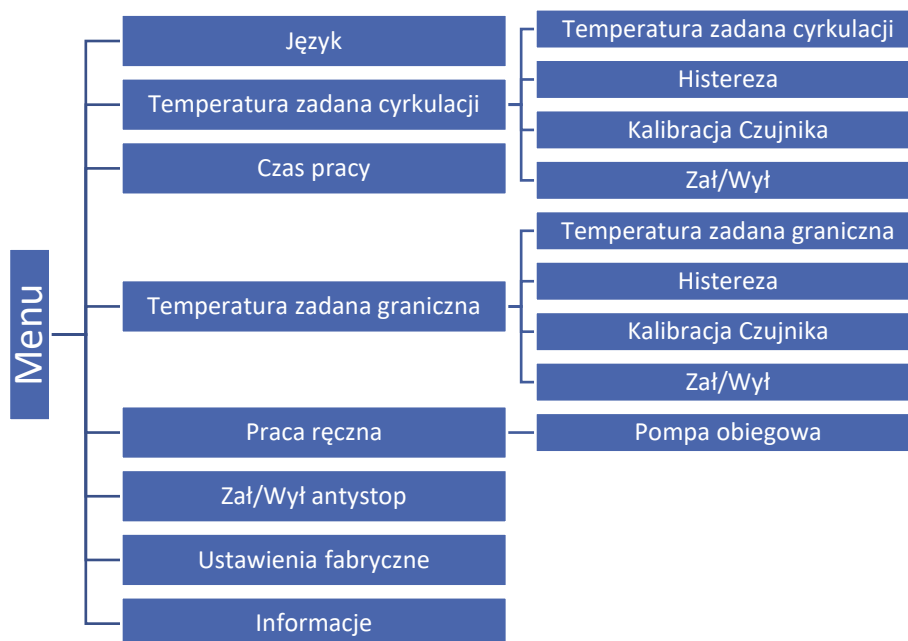 Menu
Język
Temperatura zadana cyrkulacji
Temperatura zadana cyrkulacji
Histereza
Kalibracja Czujnika
Zał/Wył
Czas pracy
Temperatura zadana graniczna
Temperatura zadana graniczna
Histereza
Kalibracja Czujnika
Zał/Wył
Praca ręczna
Pompa obiegowa
Zał/Wył antystop
Ustawienia fabryczne
Informacje